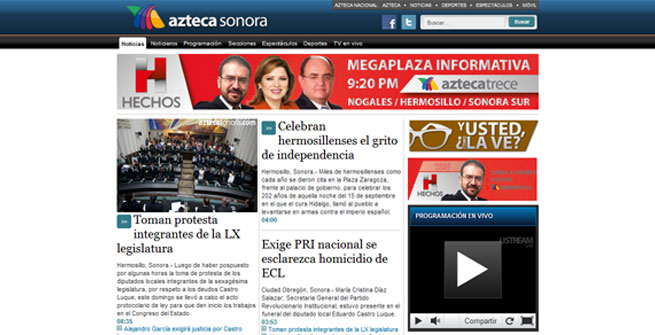 AZTECA NACIONAL: AZTECA • NOTICIAS • DEPORTES • ESPECTÁCULOS • MÓVIL
azteca sonora
Buscar...
Buscar
Noticias Noticieros Programación Secciones Espectáculos Deportes TV en vivo
HECHOS
MEGAPLAZA INFORMATIVA
9:20 PM aztecatrece
NOGALES / HERMOSILLO / SONORA SUR
Toman protesta
integrantes de la LX
legislatura
Hermosillo, Sonora.- Luego de haber pospuesto
por algunas horas la toma de protesta de los
diputados locales integrantes de la sexagésima
legislatura, por respeto a los deudos Castro
Luque, este domingo se llevó a cabo el acto
protocolario de ley para que den inicio los trabajos
en el Congreso del Estado.
08:35
Alejandro García exigirá justicia por Castro
Celebran
hermosillenses el grito
de independencia
Hermosillo, Sonora.- Miles de hermosillenses como
cada año se dieron cita en la Plaza Zaragoza,
frente al palacio de gobierno, para celebrar los
202 años de aquella noche del 15 de septiembre
en el que el cura Hidalgo, llamó al pueblo a
levantarse en armas contra el imperio español.
04:00
Exige PRI nacional se
esclarezca homicidio de
ECL
Ciudad Obregón, Sonora.- María Cristina Díaz
Salazar, Secretaria General del Partido
Revolucionario Institucional, estuvo presente en el
funeral del diputado local Eduardo Castro Luque.
03:53
Toman protesta integrantes de la LX legislatura
Y USTED,
¿LA VE?
HECHOS
PROGRAMACIÓN EN VIVO
USTREAM
Compartir